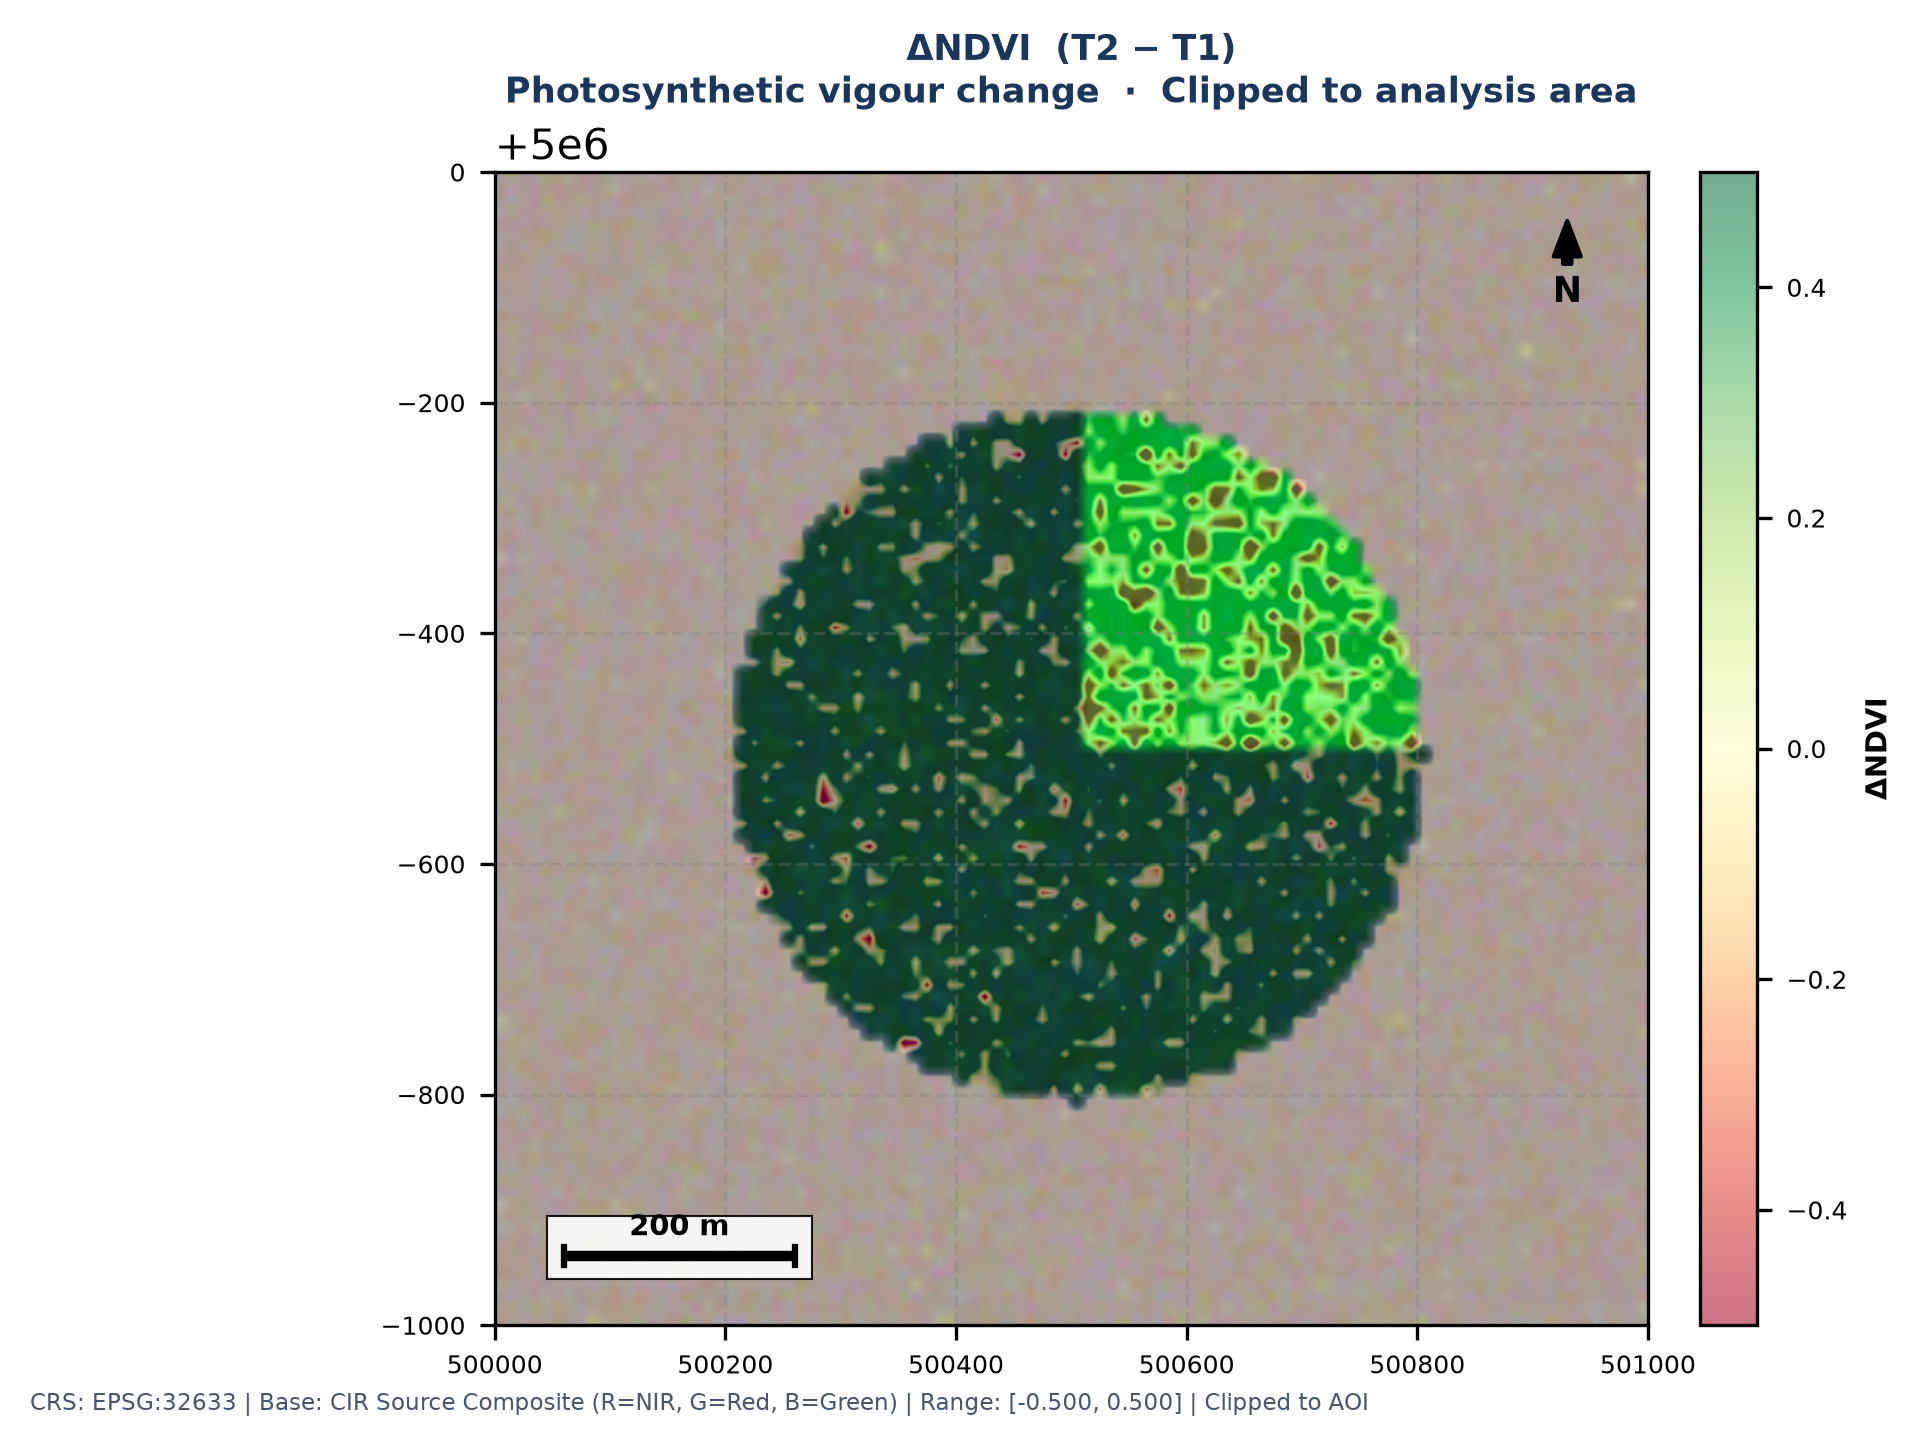 ΔNDVI (T2 − T1)
Photosynthetic vigour change · Clipped to analysis area
+5e6
0
−200
−400
−600
−800
−1000
N
200 m
500000 500200 500400 500600 500800 501000
0.4
0.2
0.0
−0.2
−0.4
ΔNDVI
CRS: EPSG:32633 | Base: CIR Source Composite (R=NIR, G=Red, B=Green) | Range: [-0.500, 0.500] | Clipped to AOI